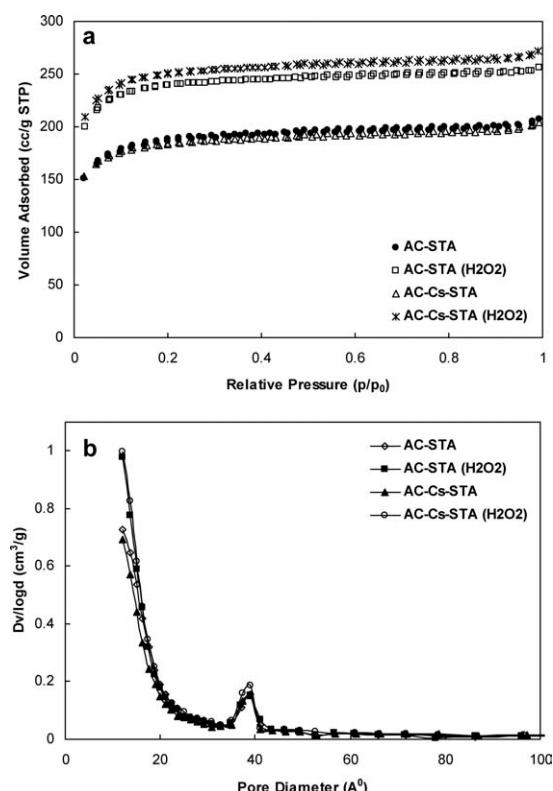 a
300
250
200
150
100
50
0
Volume Adsorbed (cc/g STP)
AC-STA
AC-STA (H2O2)
AC-Cs-STA
AC-Cs-STA (H2O2)
0 0.2 0.4 0.6 0.8 1
Relative Pressure (p/p₀)
b
1
0.8
0.6
0.4
0.2
0
Dv/logd (cm³/g)
AC-STA
AC-STA (H2O2)
AC-Cs-STA
AC-Cs-STA (H2O2)
0 20 40 60 80 100
Pore Diameter (A⁰)